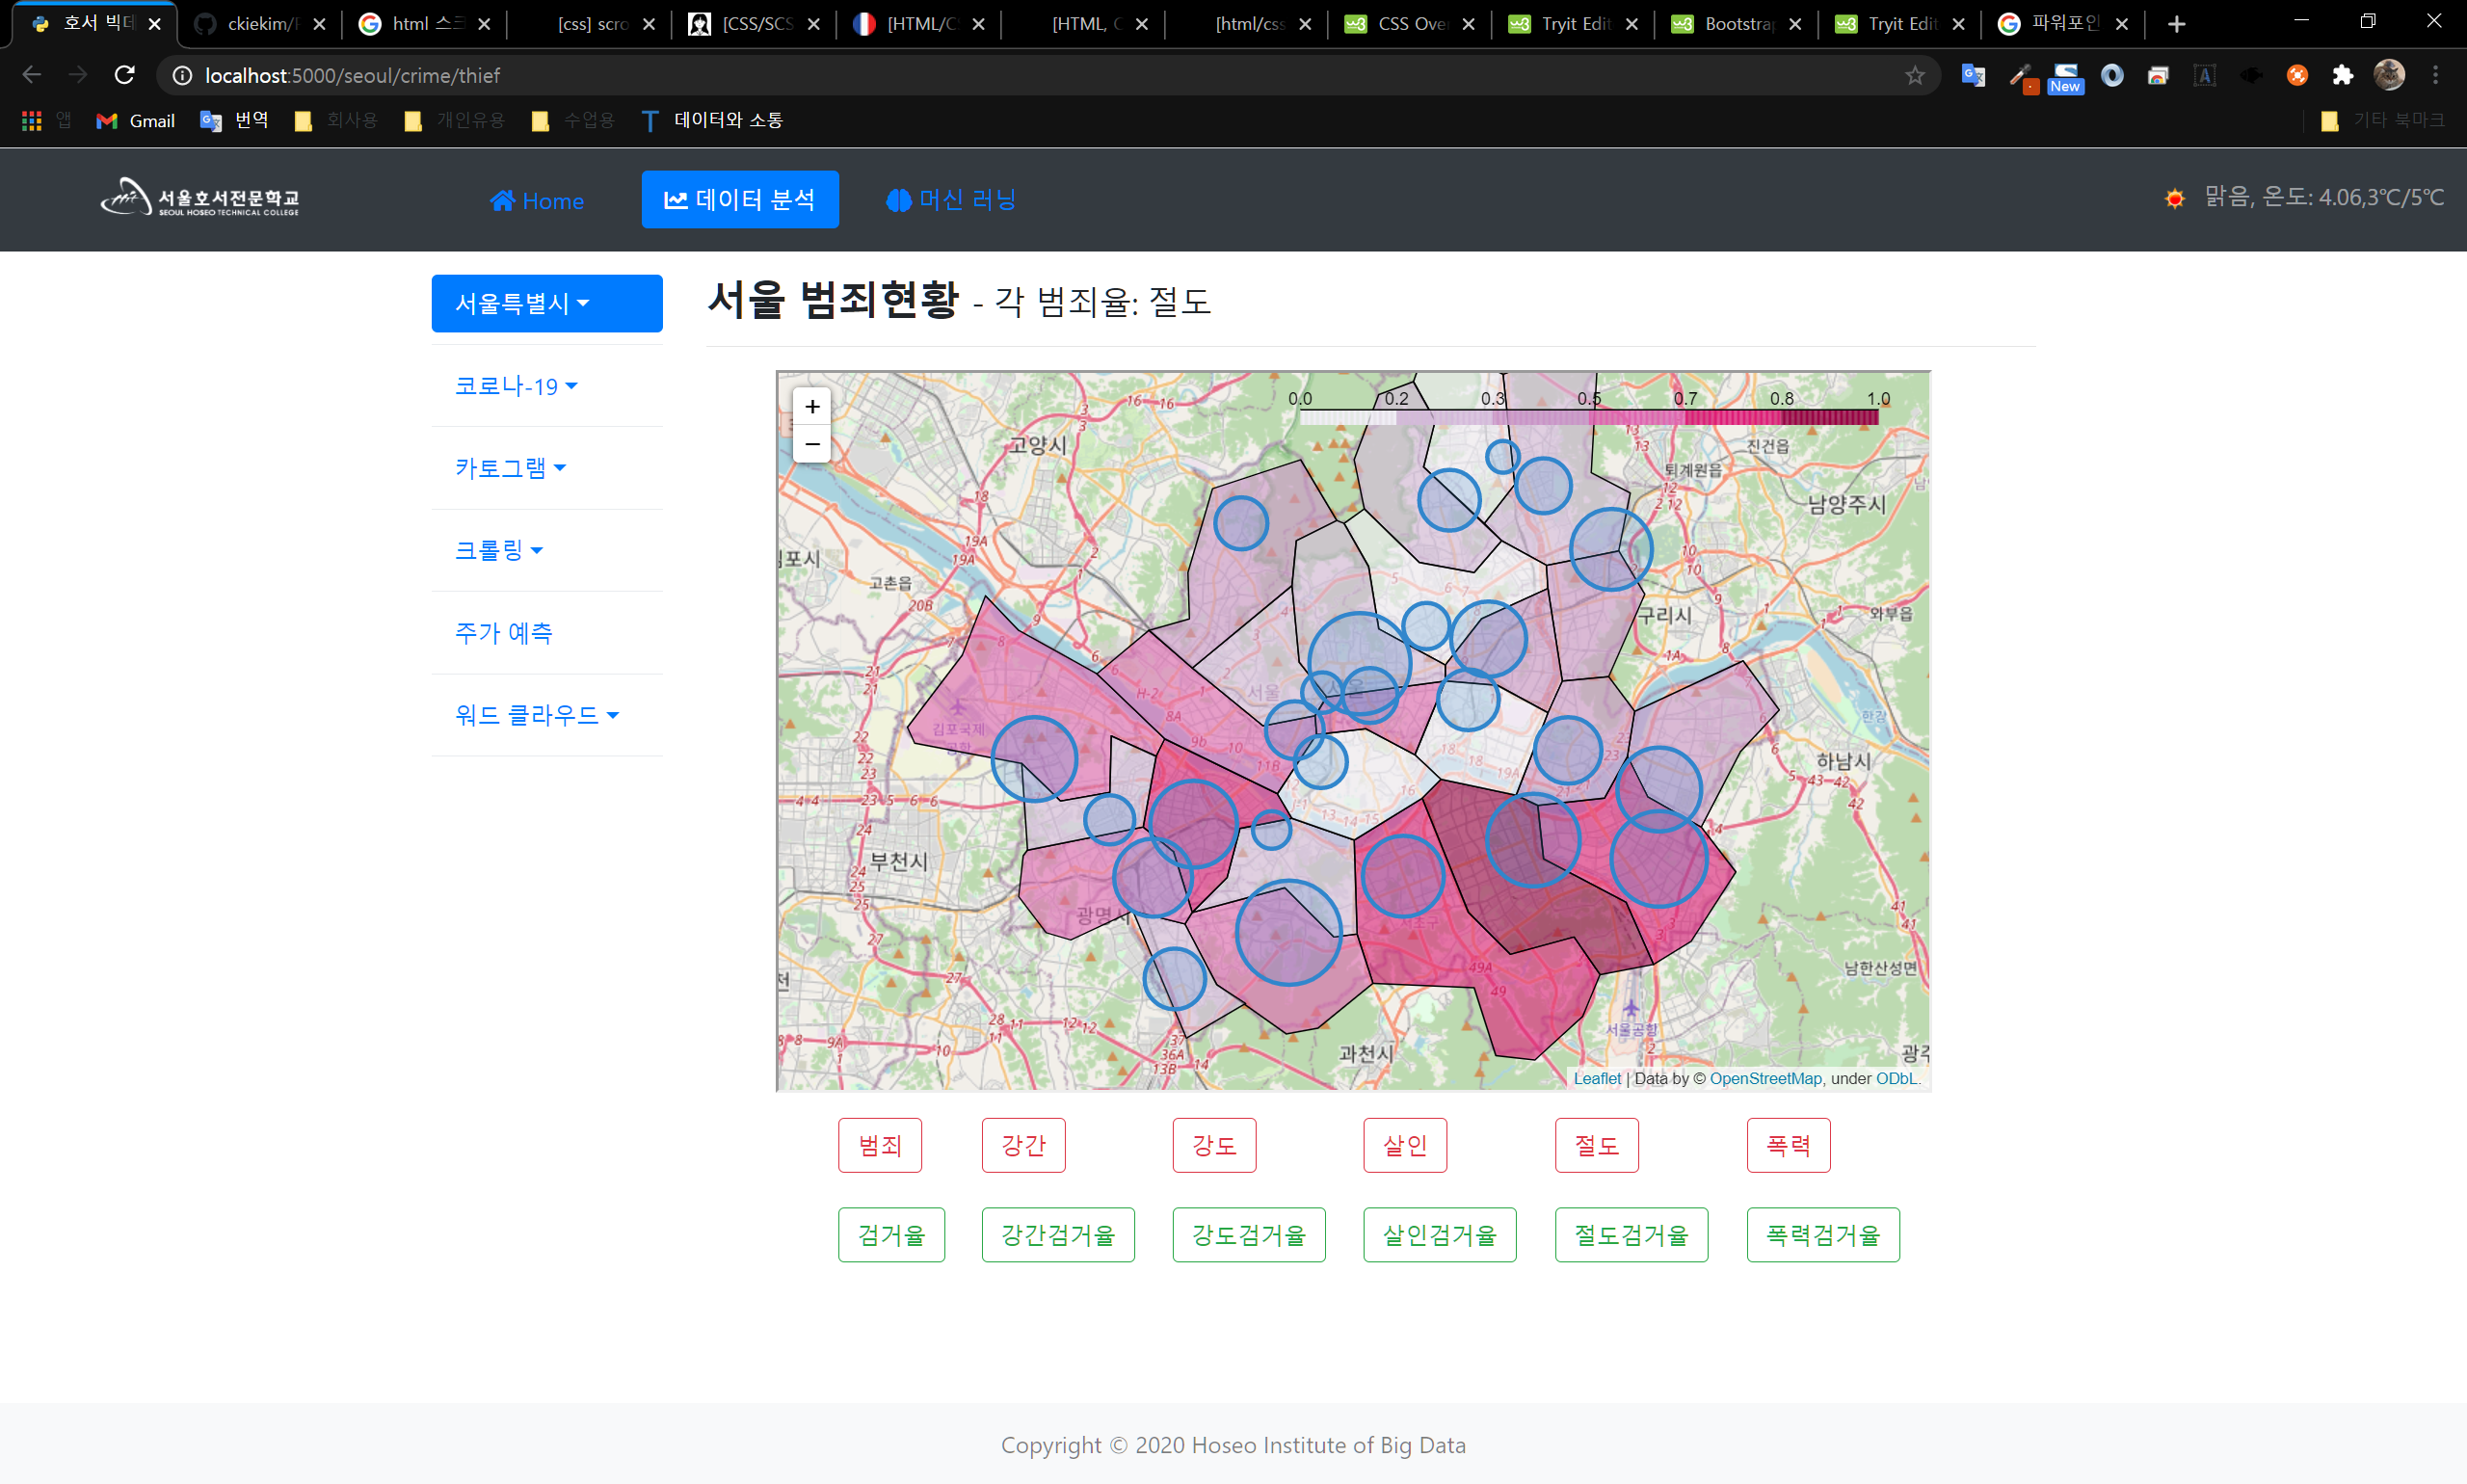 호서 빅데
ckiekim/
html 스크
[css] scro
[CSS/SCS
[HTML/C
[HTML, C
[html/css
CSS Ove
Tryit Edit
Bootstrap
Tryit Edit
파워포인
localhost:5000/seoul/crime/thief
New
앱
Gmail
번역
회사용
개인유용
수업용
데이터와 소통
기타 북마크
서울호서전문학교
SEOUL HOSEO TECHNICAL COLLEGE
Home
데이터 분석
머신 러닝
맑음, 온도: 4.06,3℃/5℃
서울특별시
코로나-19
카토그램
크롤링
주가 예측
워드 클라우드
서울 범죄현황 - 각 범죄율: 절도
+
−
0.0 0.2 0.3 0.5 0.7 0.8 1.0
고양시
진건읍
퇴계원읍
남양주시
고촌읍
구리시
와부읍
서울
김포국제
공항
한강
하남시
부천시
광명시
서초구
남한산성면
서울공항
과천시
Leaflet | Data by © OpenStreetMap, under ODbL.
범죄 강간 강도 살인 절도 폭력
검거율 강간검거율 강도검거율 살인검거율 절도검거율 폭력검거율
Copyright © 2020 Hoseo Institute of Big Data